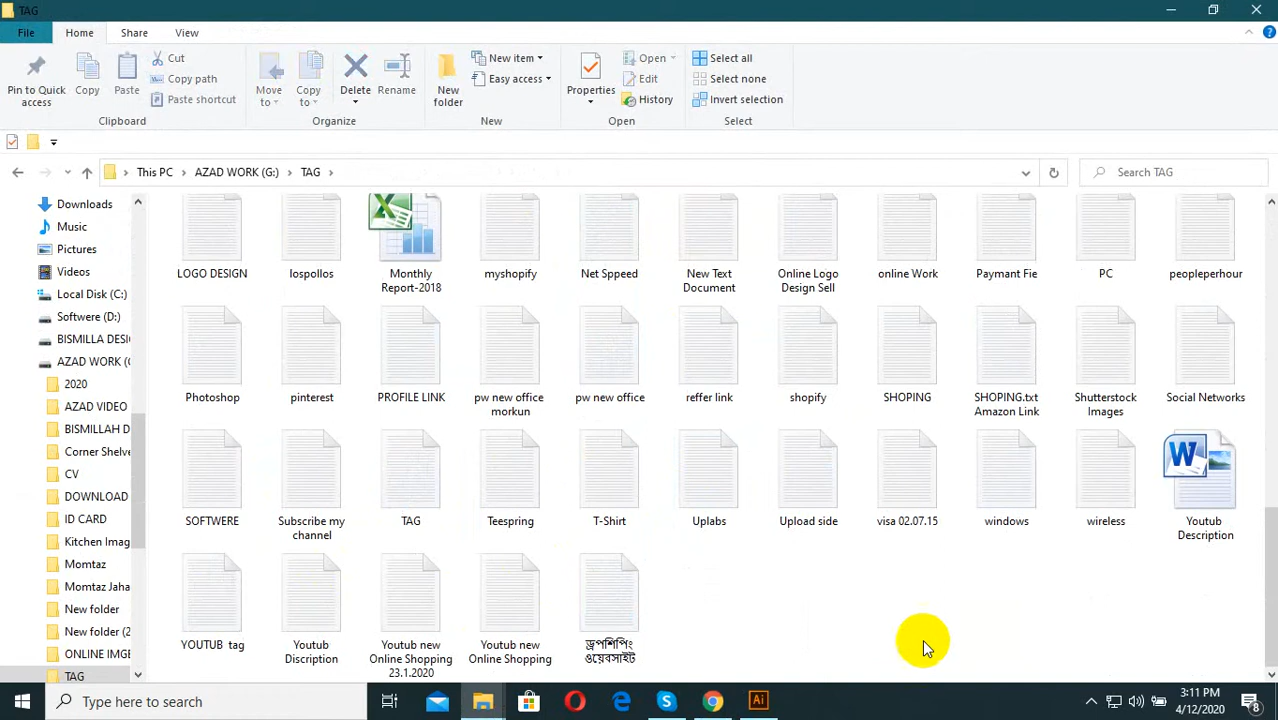 TAG
File Home Share View
Pin to Quick access
Copy
Paste
Cut
Copy path
Paste shortcut
Clipboard
Move to
Copy to
Delete
Rename
Organize
New folder
New item
Easy access
New
Properties
Open
Edit
History
Open
Select all
Select none
Invert selection
Select
This PC > AZAD WORK (G:) > TAG >
Search TAG
Downloads
Music
Pictures
Videos
Local Disk (C:)
Softwere (D:)
BISMILLA DESI
AZAD WORK (
2020
AZAD VIDEO
BISMILLAH D
Corner Shelve
CV
DOWNLOAD
ID CARD
Kitchen Imag
Momtaz
Momtaz Jaha
New folder
New folder (2
ONLINE IMGE
TAG
LOGO DESIGN
lospollos
Monthly Report-2018
myshopify
Net Sppeed
New Text Document
Online Logo Design Sell
online Work
Paymant Fie
PC
peopleperhour
Photoshop
pinterest
PROFILE LINK
pw new office morkun
pw new office
reffer link
shopify
SHOPING
SHOPING.txt Amazon Link
Shutterstock Images
Social Networks
SOFTWERE
Subscribe my channel
TAG
Teespring
T-Shirt
Uplabs
Upload side
visa 02.07.15
windows
wireless
Youtub Description
YOUTUB tag
Youtub Discription
Youtub new Online Shopping 23.1.2020
Youtub new Online Shopping
ড্রপশিপিং ওয়েবসাইট
Type here to search
Ai
3:11 PM
4/12/2020
8